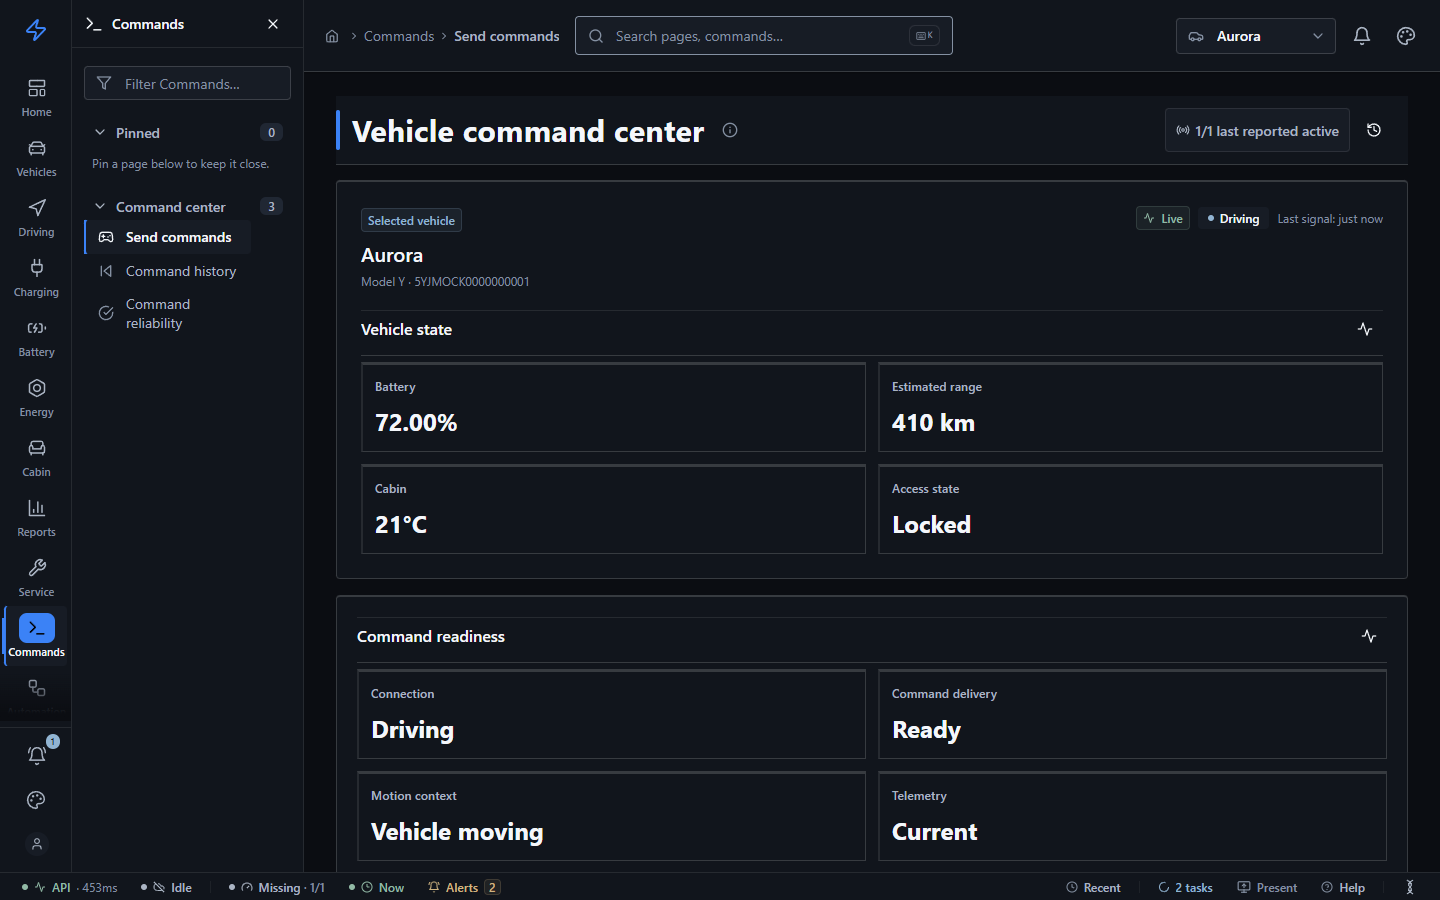 Commands
Home
Vehicles
Driving
Charging
Battery
Energy
Cabin
Reports
Service
Commands
1
Filter Commands...
Pinned
0
Pin a page below to keep it close.
Command center
3
Send commands
Command history
Command
reliability
Commands
Send commands
Search pages, commands...
K
Aurora
Vehicle command center
1/1 last reported active
Selected vehicle
Live
Driving
Last signal: just now
Aurora
Model Y · 5YJMOCK0000000001
Vehicle state
Battery
72.00%
Estimated range
410 km
Cabin
21°C
Access state
Locked
Command readiness
Connection
Driving
Command delivery
Ready
Motion context
Vehicle moving
Telemetry
Current
API · 453ms
Idle
Missing · 1/1
Now
Alerts 2
Recent
2 tasks
Present
Help